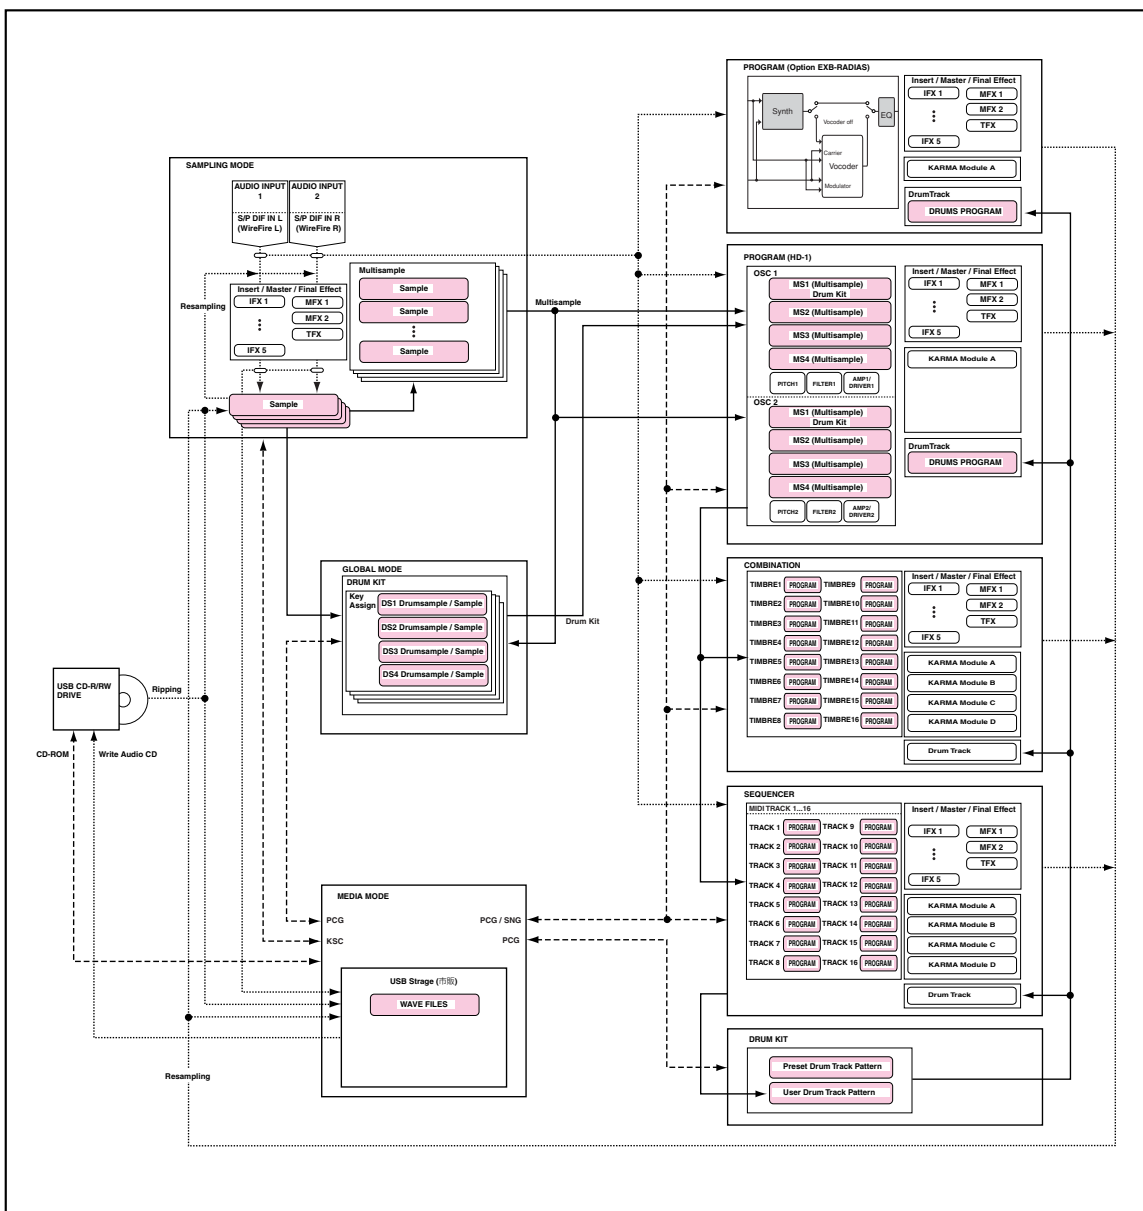 PROGRAM (Option EXB-RADIAS)
Synth
Vocoder off
EQ
Carrier
Vocoder
Modulator
Insert / Master / Final Effect
IFX 1
MFX 1
MFX 2
TFX
IFX 5
KARMA Module A
DrumTrack
DRUMS PROGRAM
SAMPLING MODE
AUDIO INPUT
1
AUDIO INPUT
2
S/P DIF IN L
(WireFire L)
S/P DIF IN R
(WireFire R)
Resampling
Insert / Master / Final Effect
IFX 1
MFX 1
MFX 2
TFX
IFX 5
Sample
Multisample
Sample
Sample
Sample
Multisample
PROGRAM (HD-1)
OSC 1
MS1 (Multisample)
Drum Kit
MS2 (Multisample)
MS3 (Multisample)
MS4 (Multisample)
PITCH1
FILTER1
AMP1/
DRIVER1
OSC 2
MS1 (Multisample)
Drum Kit
MS2 (Multisample)
MS3 (Multisample)
MS4 (Multisample)
PITCH2
FILTER2
AMP2/
DRIVER2
Insert / Master / Final Effect
IFX 1
MFX 1
MFX 2
TFX
IFX 5
KARMA Module A
DrumTrack
DRUMS PROGRAM
GLOBAL MODE
DRUM KIT
Key
Assign
DS1 Drumsample / Sample
DS2 Drumsample / Sample
DS3 Drumsample / Sample
DS4 Drumsample / Sample
Drum Kit
COMBINATION
TIMBRE1 PROGRAM TIMBRE9 PROGRAM
TIMBRE2 PROGRAM TIMBRE10 PROGRAM
TIMBRE3 PROGRAM TIMBRE11 PROGRAM
TIMBRE4 PROGRAM TIMBRE12 PROGRAM
TIMBRE5 PROGRAM TIMBRE13 PROGRAM
TIMBRE6 PROGRAM TIMBRE14 PROGRAM
TIMBRE7 PROGRAM TIMBRE15 PROGRAM
TIMBRE8 PROGRAM TIMBRE16 PROGRAM
Insert / Master / Final Effect
IFX 1
MFX 1
MFX 2
TFX
IFX 5
KARMA Module A
KARMA Module B
KARMA Module C
KARMA Module D
Drum Track
USB CD-R/RW
DRIVE
Ripping
CD-ROM
Write Audio CD
SEQUENCER
MIDI TRACK 1...16
TRACK 1 PROGRAM TRACK 9 PROGRAM
TRACK 2 PROGRAM TRACK 10 PROGRAM
TRACK 3 PROGRAM TRACK 11 PROGRAM
TRACK 4 PROGRAM TRACK 12 PROGRAM
TRACK 5 PROGRAM TRACK 13 PROGRAM
TRACK 6 PROGRAM TRACK 14 PROGRAM
TRACK 7 PROGRAM TRACK 15 PROGRAM
TRACK 8 PROGRAM TRACK 16 PROGRAM
Insert / Master / Final Effect
IFX 1
MFX 1
MFX 2
TFX
IFX 5
KARMA Module A
KARMA Module B
KARMA Module C
KARMA Module D
Drum Track
MEDIA MODE
PCG
KSC
PCG / SNG
PCG
USB Strage (市販)
WAVE FILES
Resampling
DRUM KIT
Preset Drum Track Pattern
User Drum Track Pattern